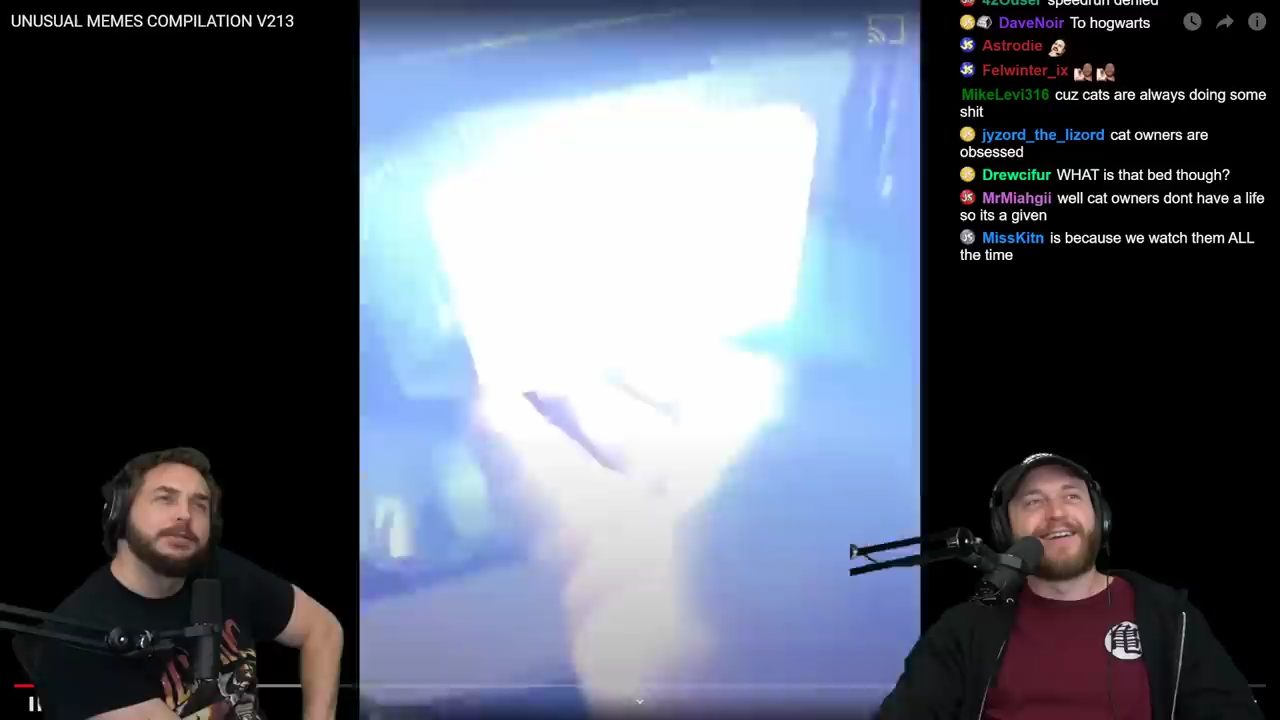 UNUSUAL MEMES COMPILATION V213
42Ouser speedrun denied
DaveNoir To hogwarts
Astrodie
Felwinter_ix
MikeLevi316 cuz cats are always doing some
shit
jyzord_the_lizord cat owners are
obsessed
Drewcifur WHAT is that bed though?
MrMiahgii well cat owners dont have a life
so its a given
MissKitn is because we watch them ALL
the time
亀